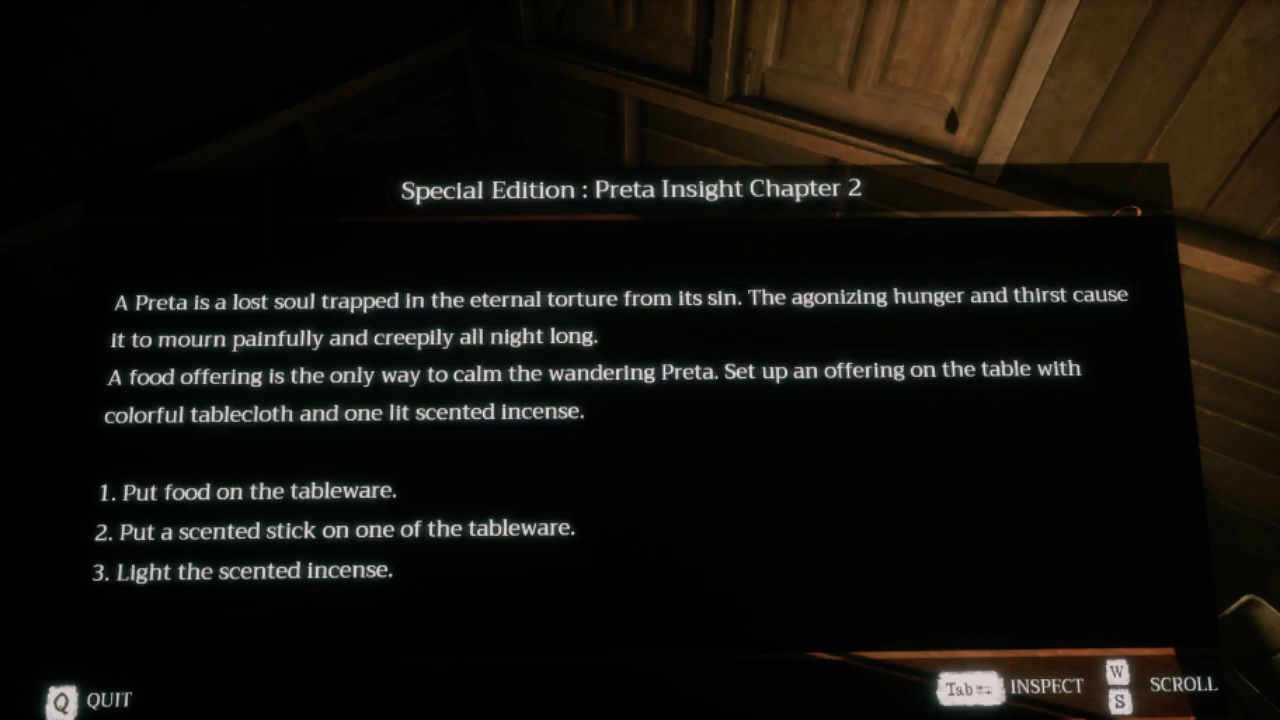 Special Edition : Preta Insight Chapter 2
A Preta is a lost soul trapped in the eternal torture from its sin. The agonizing hunger and thirst cause
it to mourn painfully and creepily all night long.
A food offering is the only way to calm the wandering Preta. Set up an offering on the table with
colorful tablecloth and one lit scented incense.
1. Put food on the tableware.
2. Put a scented stick on one of the tableware.
3. Light the scented incense.
Q QUIT
Tab INSPECT
W
S SCROLL